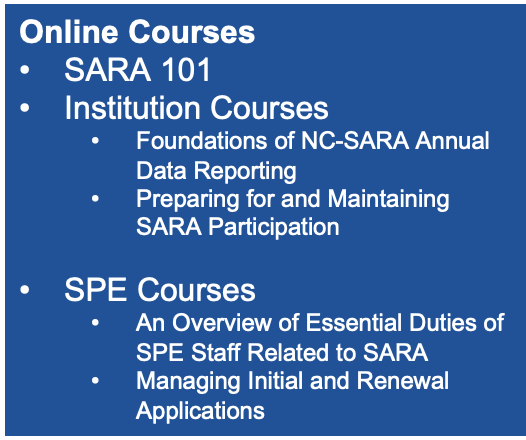 Online Courses
• SARA 101
• Institution Courses
• Foundations of NC-SARA Annual
Data Reporting
• Preparing for and Maintaining
SARA Participation
• SPE Courses
• An Overview of Essential Duties of
SPE Staff Related to SARA
• Managing Initial and Renewal
Applications